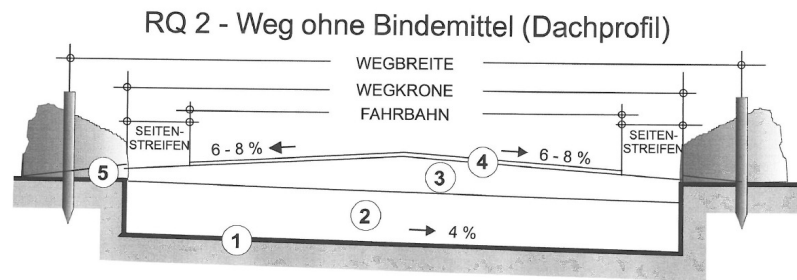 RQ 2 - Weg ohne Bindemittel (Dachprofil)
WEGBREITE
WEGKRONE
FAHRBAHN
SEITEN-
STREIFEN
SEITEN-
STREIFEN
6 - 8 %
6 - 8 %
5
4
3
2
4 %
1